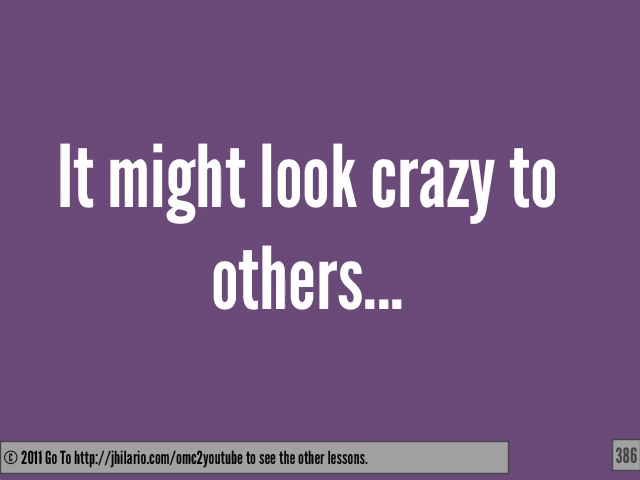 It might look crazy to
others...
© 2011 Go To http://jhilario.com/omc2youtube to see the other lessons.
386